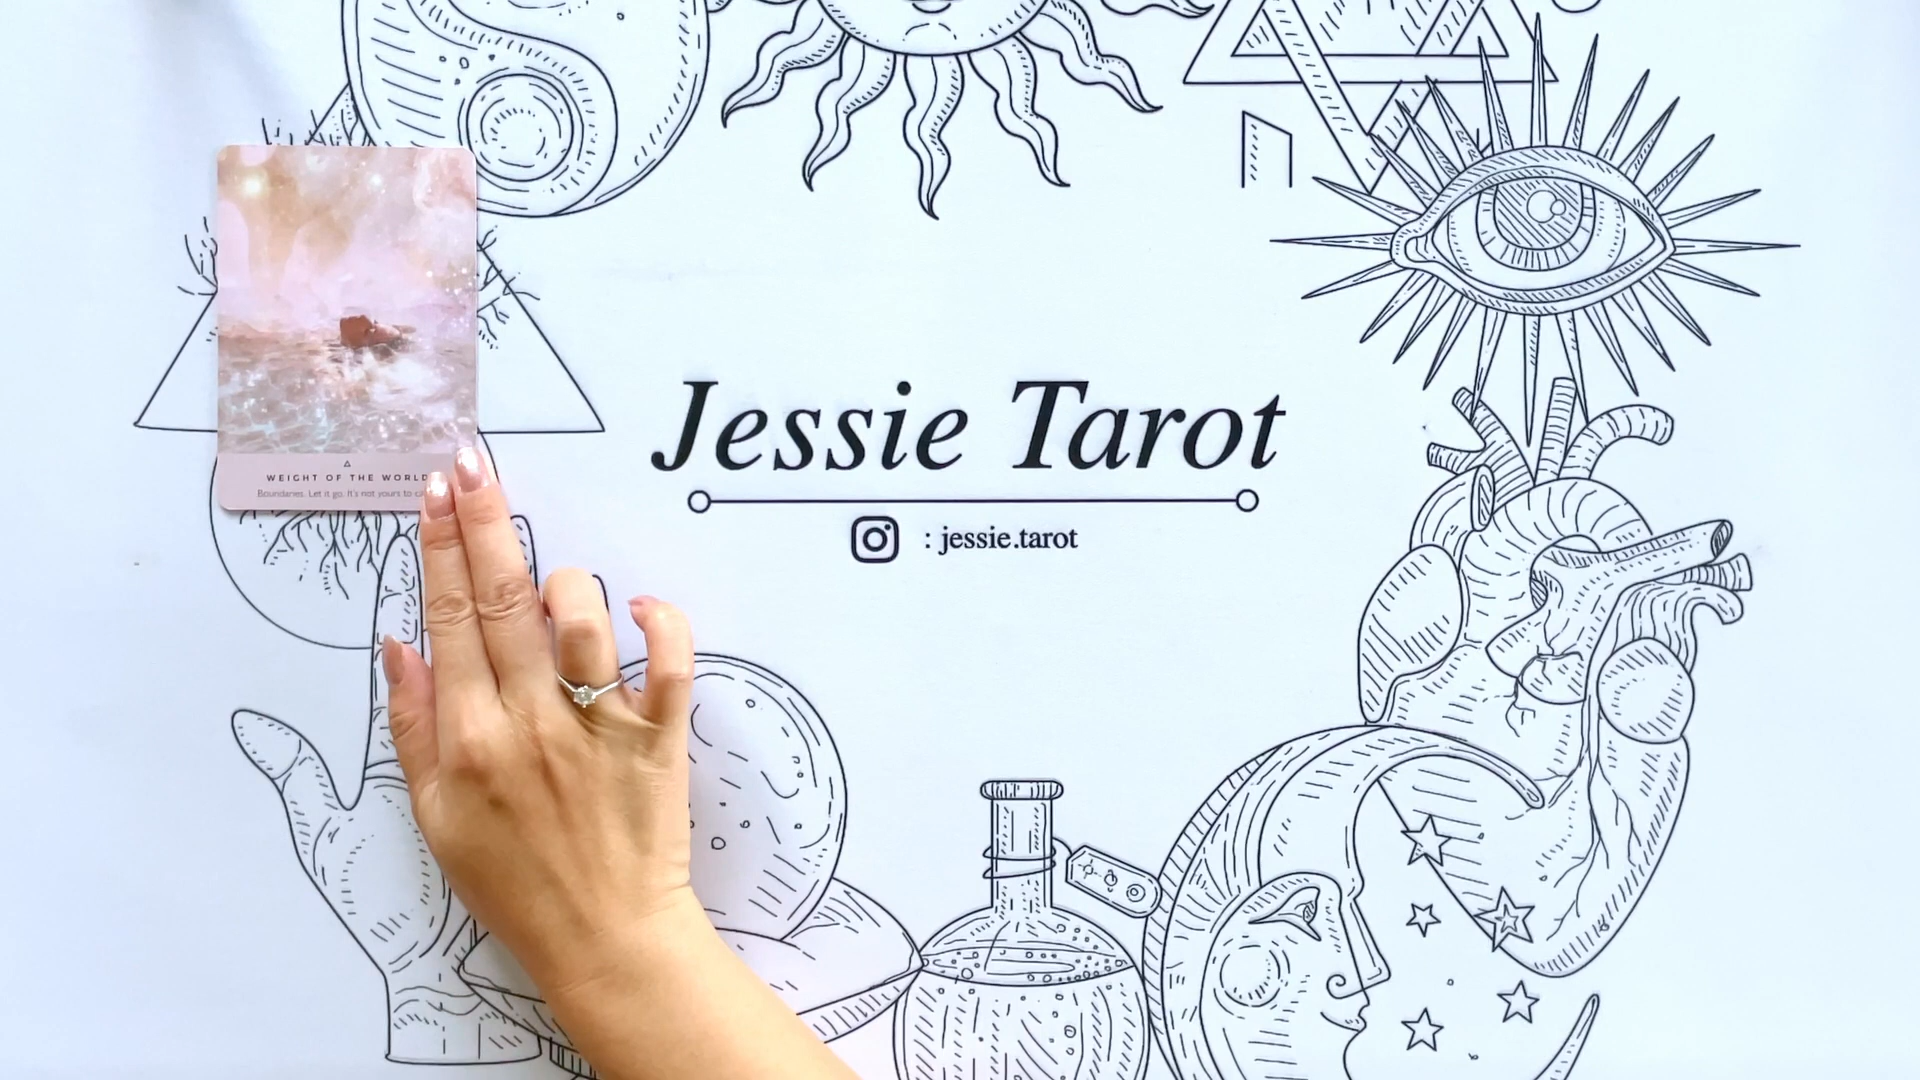 Jessie Tarot
: jessie.tarot
WEIGHT OF THE WORLD
Boundaries. Let it go. It's not yours to